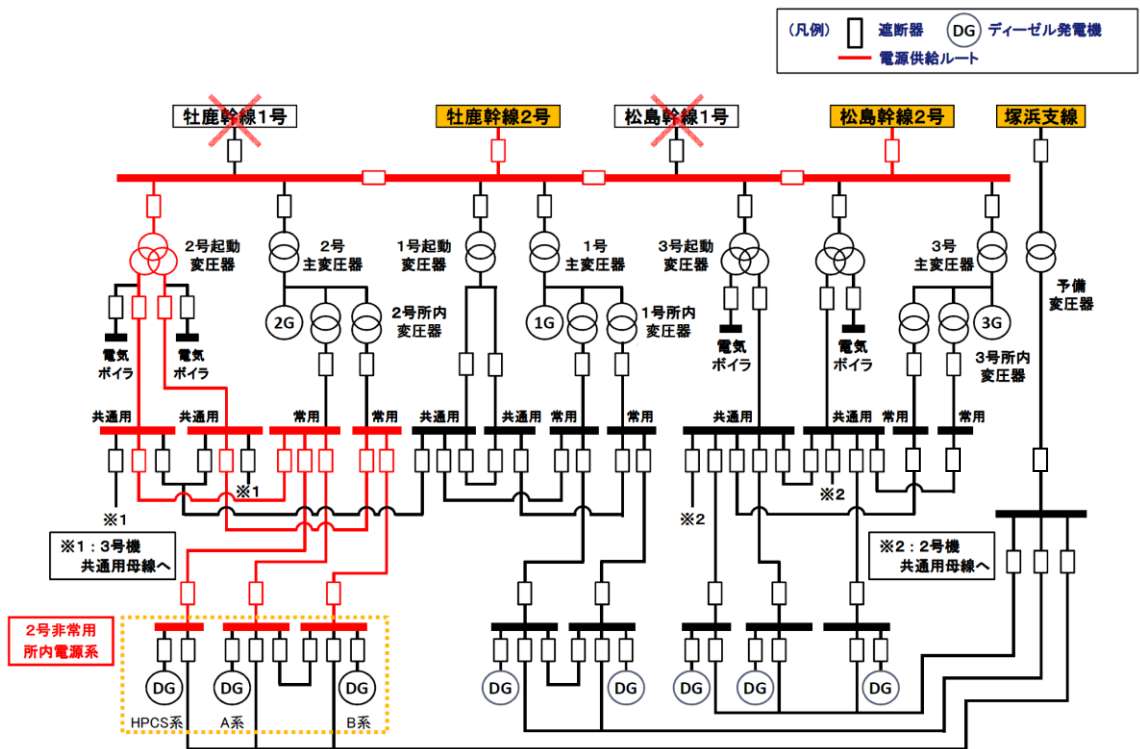 (凡例) 遮断器 DG ディーゼル発電機
電源供給ルート
牡鹿幹線1号
牡鹿幹線2号
松島幹線1号
松島幹線2号
塚浜支線
2号起動
変圧器
2号
主変圧器
1号起動
変圧器
1号
主変圧器
3号起動
変圧器
3号
主変圧器
予備
変圧器
2G
2号所内
変圧器
1G
1号所内
変圧器
3G
3号所内
変圧器
電気
ボイラ
電気
ボイラ
電気
ボイラ
電気
ボイラ
共通用
共通用
常用
常用
共通用
共通用
常用
常用
共通用
共通用
常用
常用
※1
※1
※2
※2
※1:3号機
共通用母線へ
※2:2号機
共通用母線へ
2号非常用
所内電源系
DG
DG
DG
DG
DG
DG
DG
DG
HPCS系
A系
B系